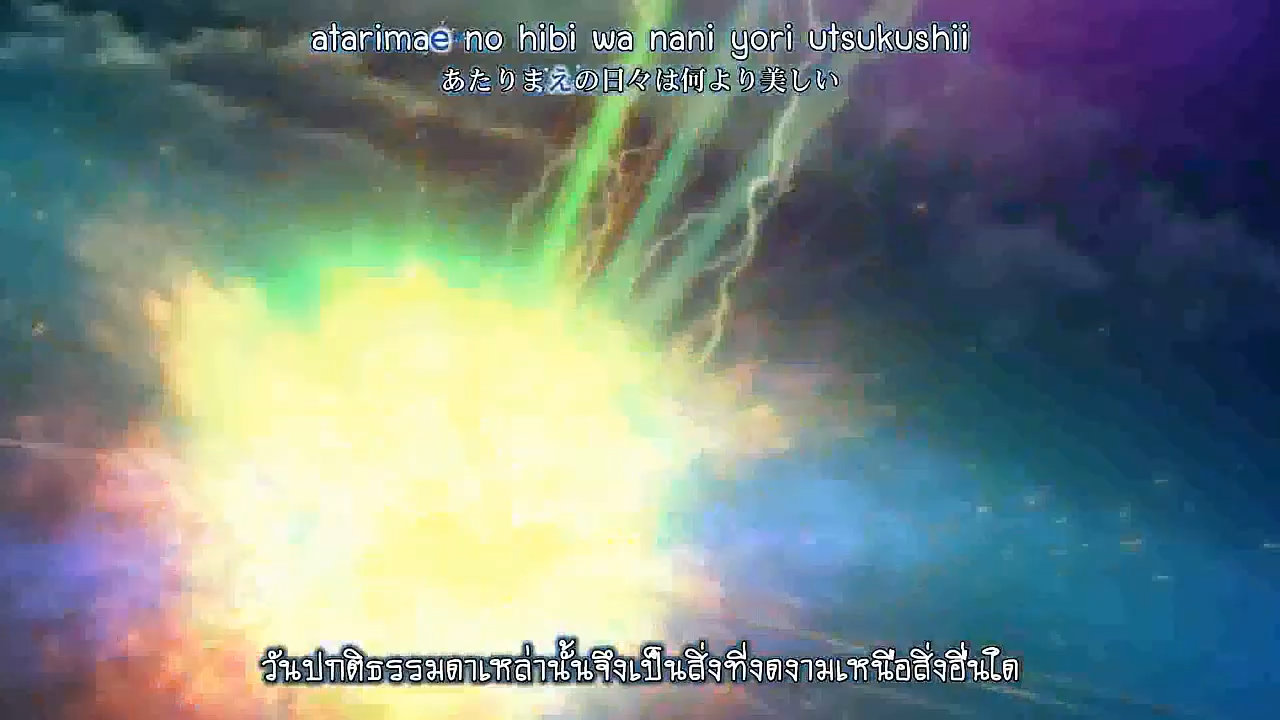 atarimae no hibi wa nani yori utsukushii
あたりまえの日々は何より美しい
วันปกติธรรมดาเหล่านั้นจึงเป็นสิ่งที่งดงามเหนือสิ่งอื่นใด